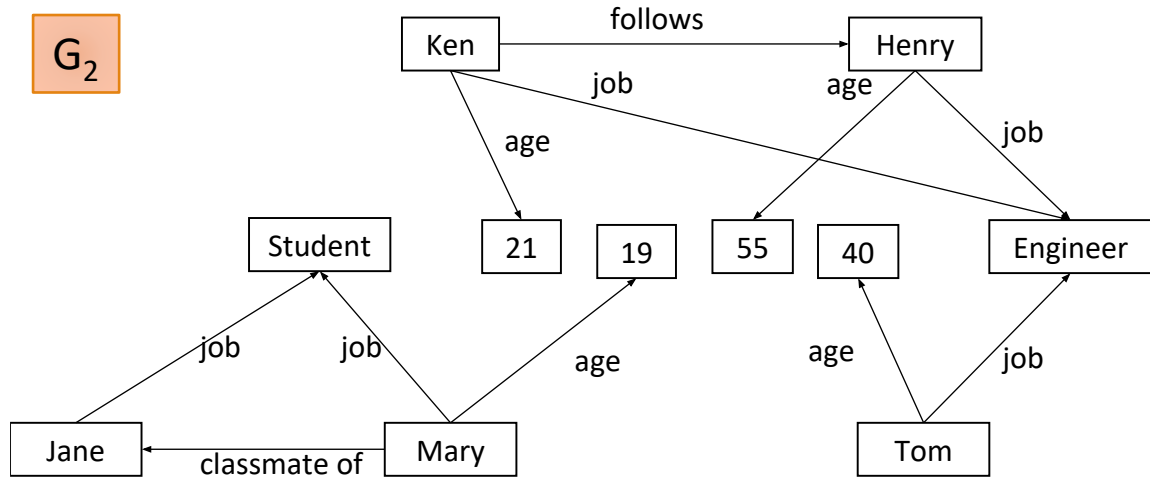 G₂
follows
Ken
Henry
job
age
age
job
Student
21
19
55
40
Engineer
job
job
age
age
job
Jane
classmate of
Mary
Tom